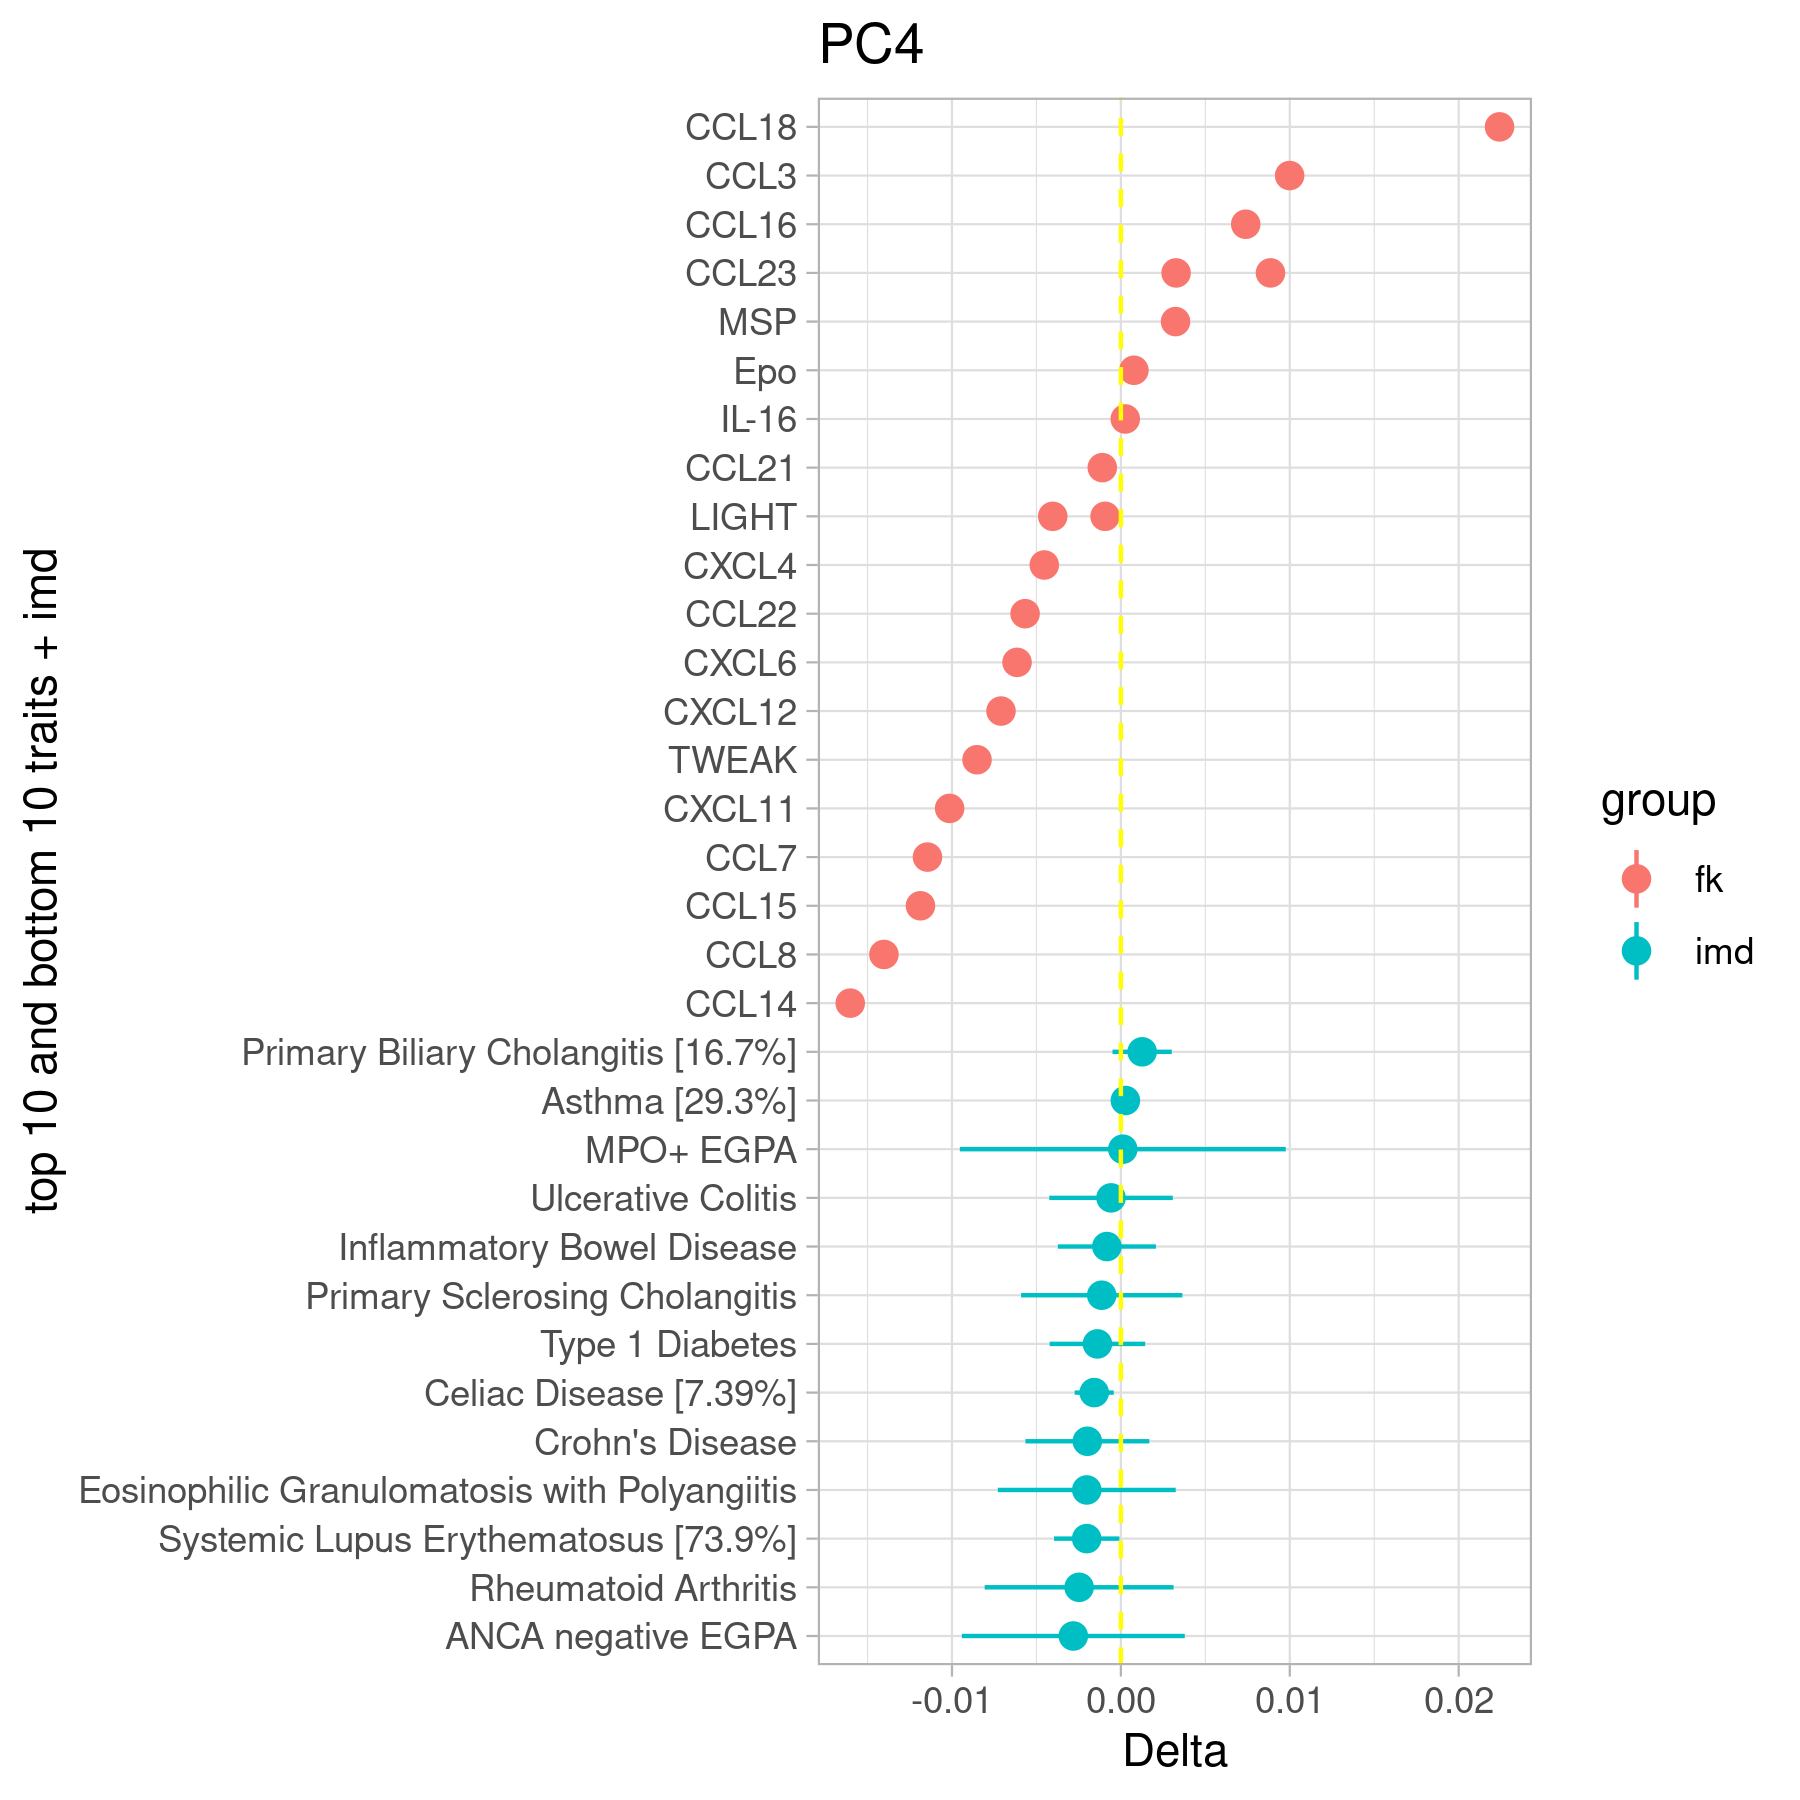 PC4
top 10 and bottom 10 traits + imd
CCL18
CCL3
CCL16
CCL23
MSP
Epo
IL-16
CCL21
LIGHT
CXCL4
CCL22
CXCL6
CXCL12
TWEAK
CXCL11
CCL7
CCL15
CCL8
CCL14
Primary Biliary Cholangitis [16.7%]
Asthma [29.3%]
MPO+ EGPA
Ulcerative Colitis
Inflammatory Bowel Disease
Primary Sclerosing Cholangitis
Type 1 Diabetes
Celiac Disease [7.39%]
Crohn's Disease
Eosinophilic Granulomatosis with Polyangiitis
Systemic Lupus Erythematosus [73.9%]
Rheumatoid Arthritis
ANCA negative EGPA
-0.01 0.00 0.01 0.02
Delta
group
fk
imd